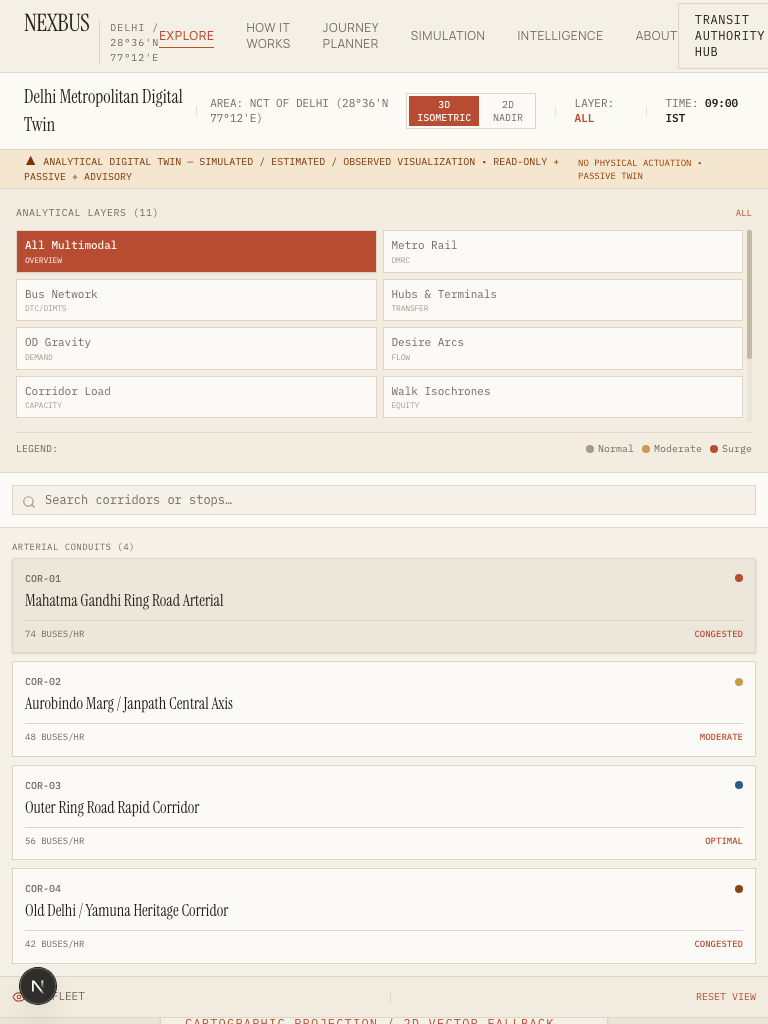 NEXBUS
DELHI /
28°36'N
77°12'E
EXPLORE
HOW IT
WORKS
JOURNEY
PLANNER
SIMULATION
INTELLIGENCE
ABOUT
TRANSIT
AUTHORITY
HUB
Delhi Metropolitan Digital
Twin
AREA: NCT OF DELHI (28°36'N
77°12'E)
3D
ISOMETRIC
2D
NADIR
LAYER:
ALL
TIME: 09:00
IST
▲ ANALYTICAL DIGITAL TWIN — SIMULATED / ESTIMATED / OBSERVED VISUALIZATION • READ-ONLY +
PASSIVE + ADVISORY
NO PHYSICAL ACTUATION •
PASSIVE TWIN
ANALYTICAL LAYERS (11)
ALL
All Multimodal
OVERVIEW
Metro Rail
DMRC
Bus Network
DTC/DIMTS
Hubs & Terminals
TRANSFER
OD Gravity
DEMAND
Desire Arcs
FLOW
Corridor Load
CAPACITY
Walk Isochrones
EQUITY
LEGEND:
Normal
Moderate
Surge
Search corridors or stops…
ARTERIAL CONDUITS (4)
COR-01
Mahatma Gandhi Ring Road Arterial
74 BUSES/HR
CONGESTED
COR-02
Aurobindo Marg / Janpath Central Axis
48 BUSES/HR
MODERATE
COR-03
Outer Ring Road Rapid Corridor
56 BUSES/HR
OPTIMAL
COR-04
Old Delhi / Yamuna Heritage Corridor
42 BUSES/HR
CONGESTED
N
FLEET
RESET VIEW
CARTOGRAPHIC PROJECTION / 2D VECTOR FALLBACK